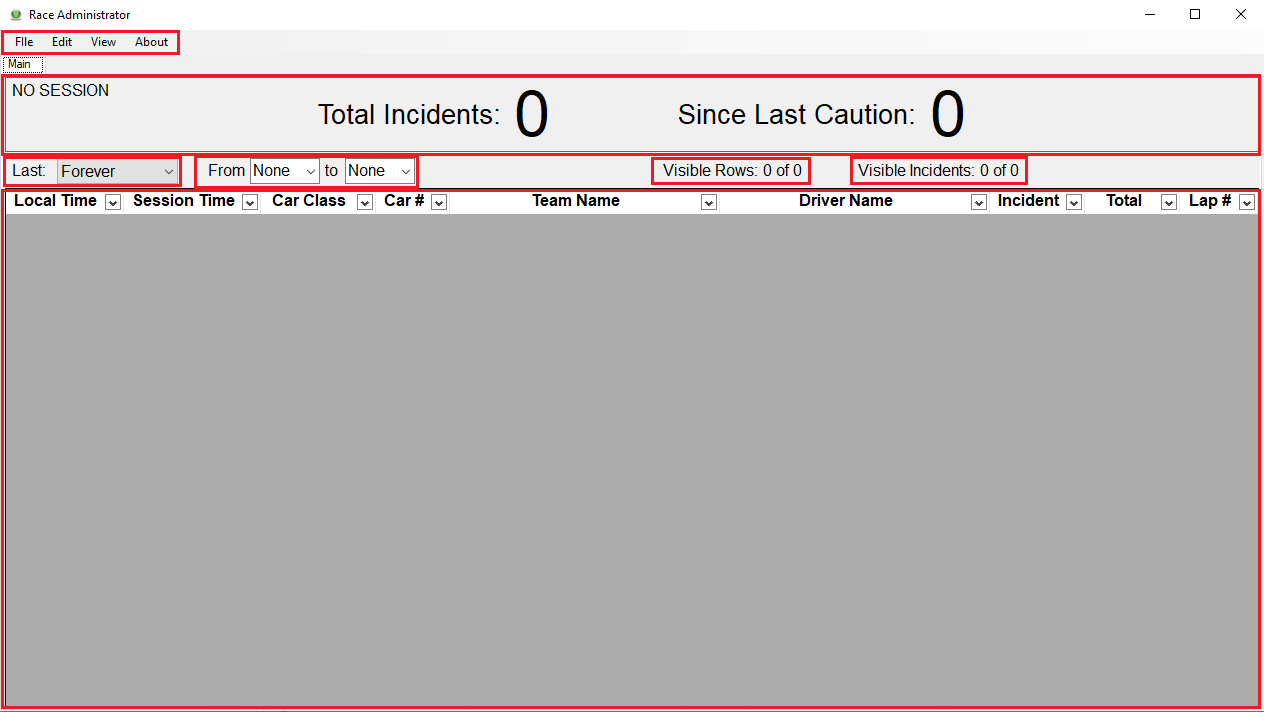 Race Administrator
FIle Edit View About
Main
NO SESSION
Total Incidents: 0 Since Last Caution: 0
Last: Forever From None to None Visible Rows: 0 of 0 Visible Incidents: 0 of 0
Local Time Session Time Car Class Car # Team Name Driver Name Incident Total Lap #